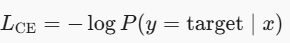 L_CE = − log P(y = target | x)